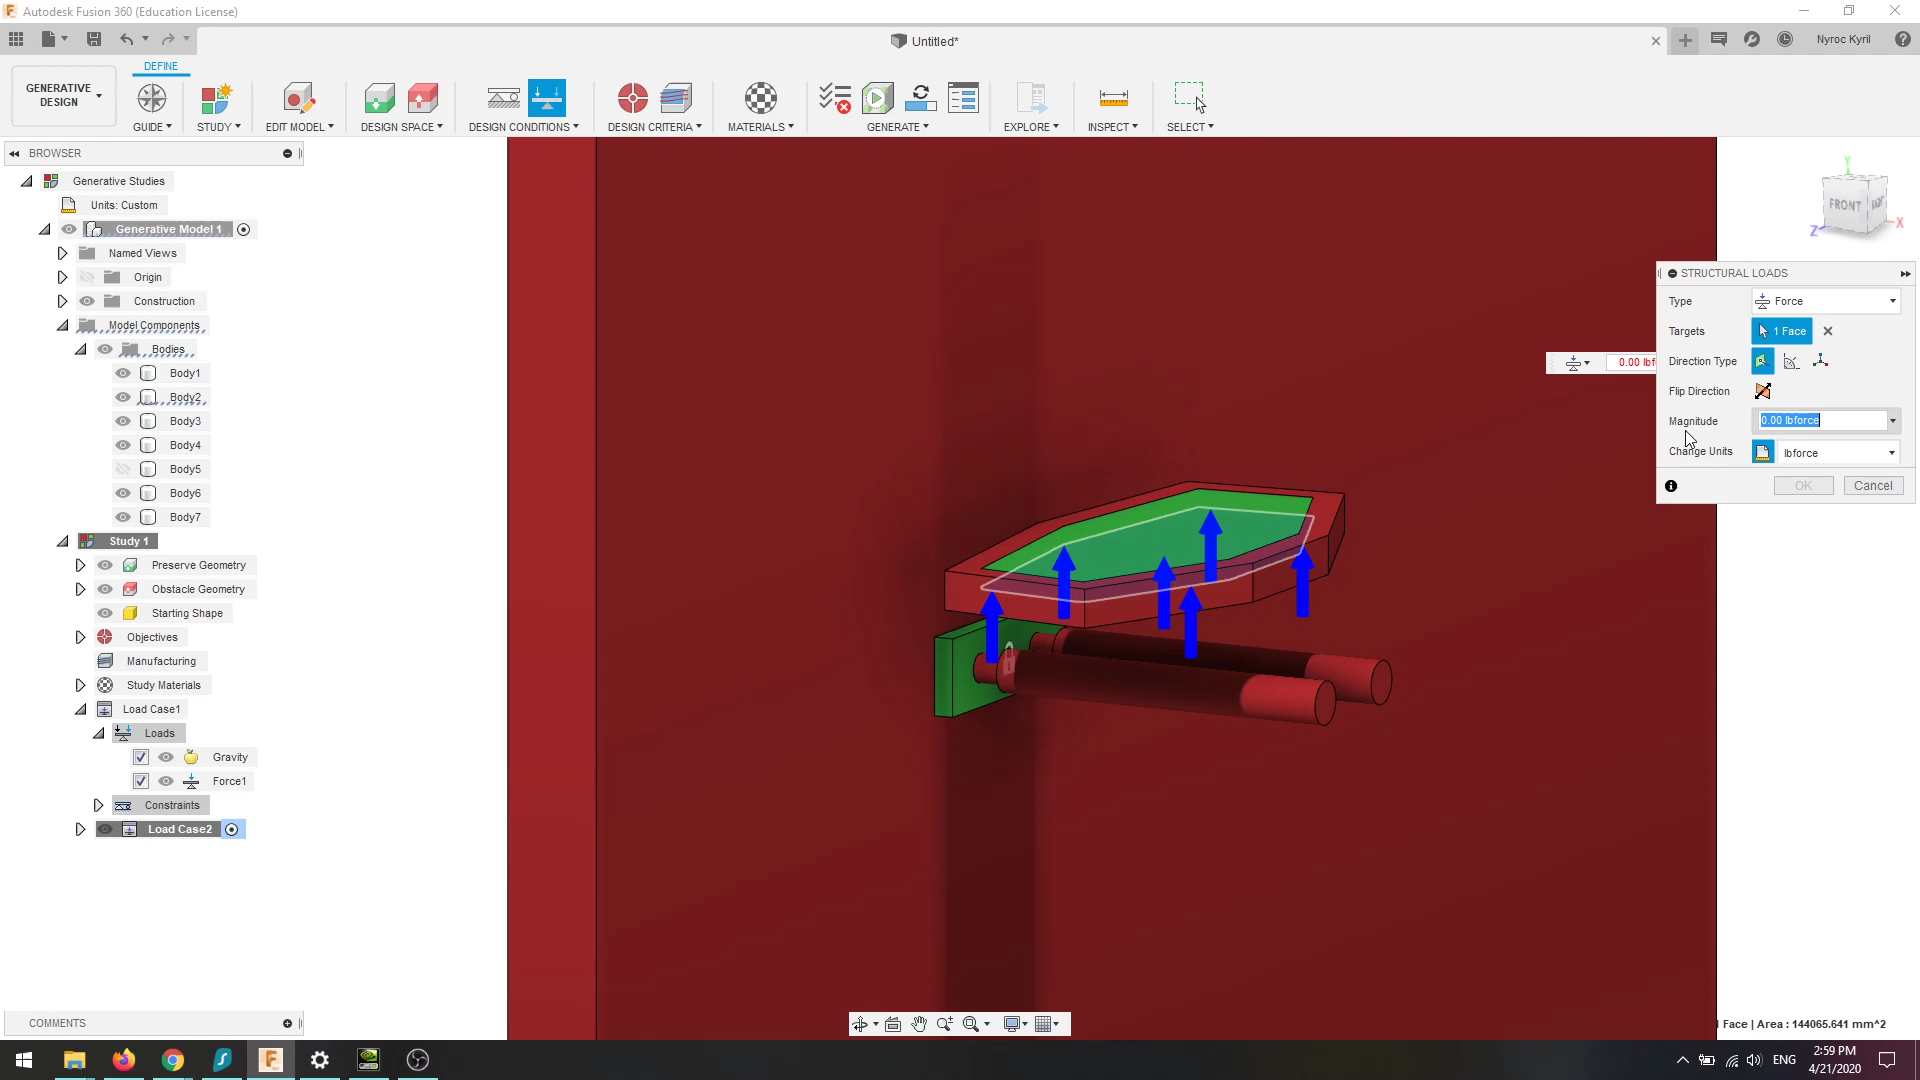 Autodesk Fusion 360 (Education License)
Untitled*
Nyroc Kyril
GENERATIVE DESIGN
DEFINE
GUIDE
STUDY
EDIT MODEL
DESIGN SPACE
DESIGN CONDITIONS
DESIGN CRITERIA
MATERIALS
GENERATE
EXPLORE
INSPECT
SELECT
BROWSER
Generative Studies
Units: Custom
Generative Model 1
Named Views
Origin
Construction
Model Components
Bodies
Body1
Body2
Body3
Body4
Body5
Body6
Body7
Study 1
Preserve Geometry
Obstacle Geometry
Starting Shape
Objectives
Manufacturing
Study Materials
Load Case1
Loads
Gravity
Force1
Constraints
Load Case2
COMMENTS
Y
FRONT
X
Z
STRUCTURAL LOADS
Type Force
Targets 1 Face
0.00 lbf
Direction Type
Flip Direction
Magnitude 0.00 lbforce
Change Units lbforce
OK Cancel
Face | Area : 144065.641 mm^2
ENG
2:59 PM
4/21/2020